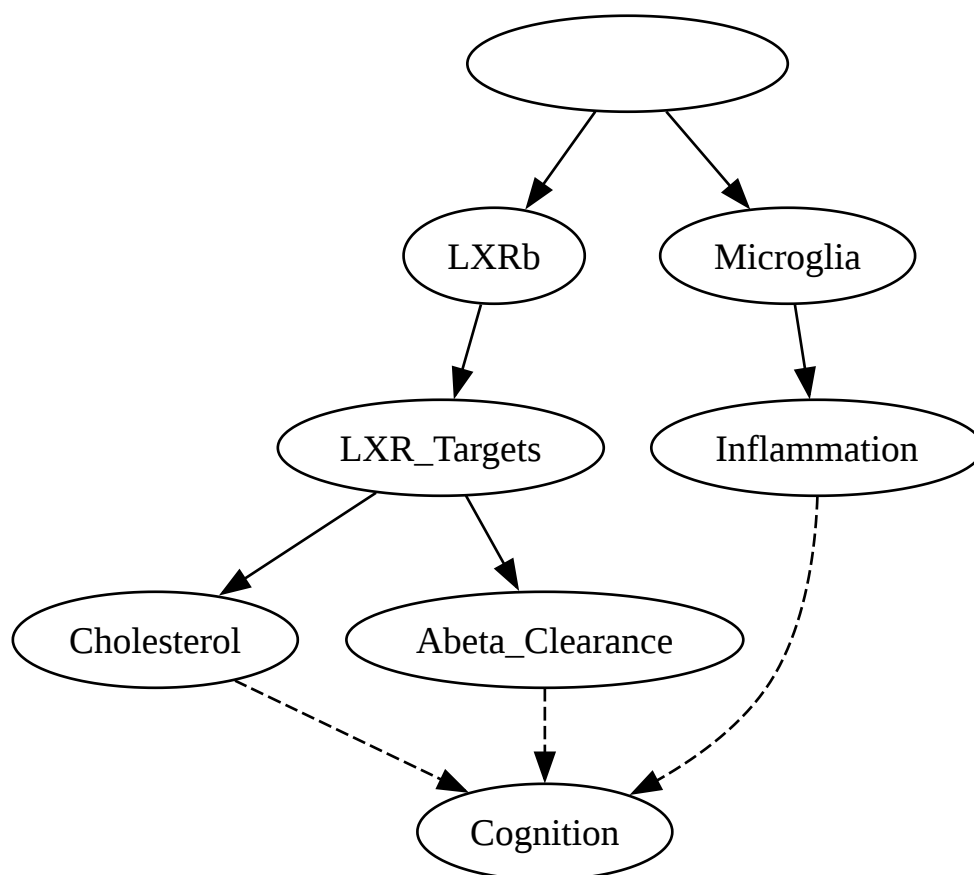 LXRb
Microglia
LXR_Targets
Inflammation
Cholesterol
Abeta_Clearance
Cognition